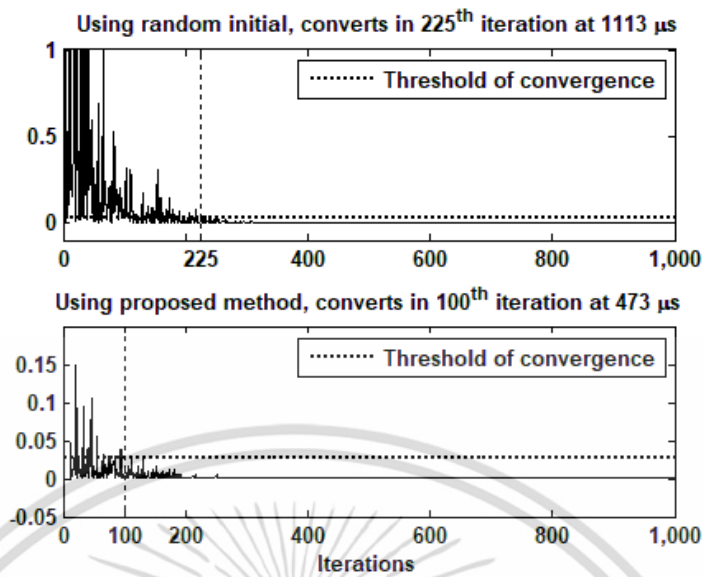 Using random initial, converts in 225th iteration at 1113 µs
1
Threshold of convergence
0.5
0
0 225 400 600 800 1,000
Using proposed method, converts in 100th iteration at 473 µs
Threshold of convergence
0.15
0.1
0.05
0
-0.05
0 100 200 400 600 800 1,000
Iterations